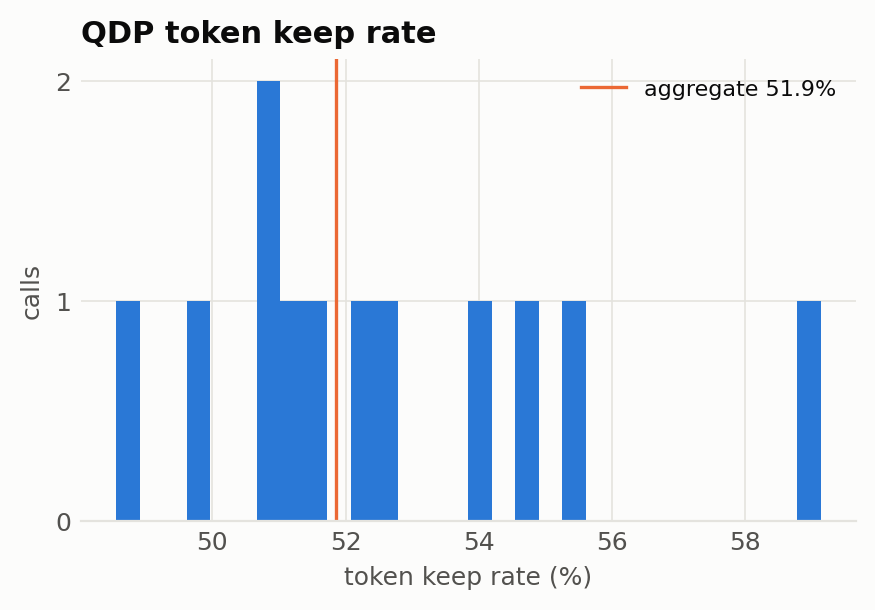 QDP token keep rate
aggregate 51.9%
calls
2
1
0
50 52 54 56 58
token keep rate (%)